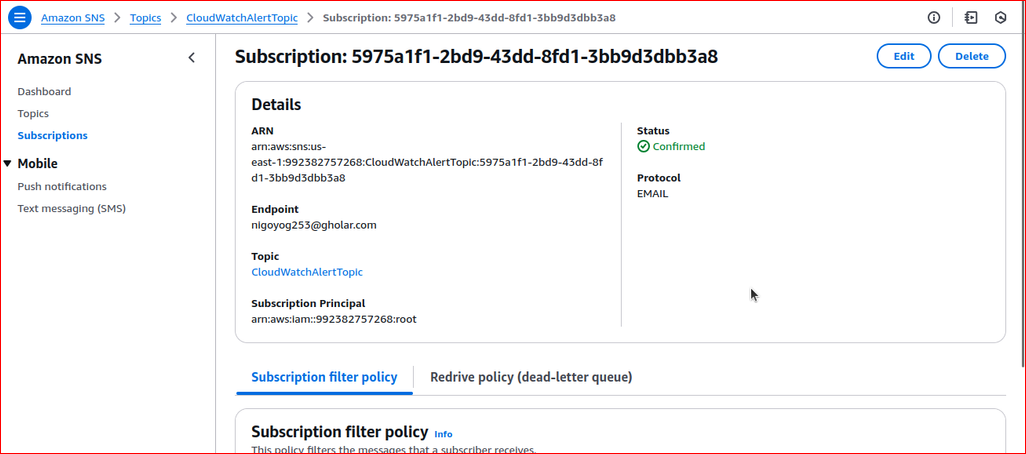 Amazon SNS > Topics > CloudWatchAlertTopic > Subscription: 5975a1f1-2bd9-43dd-8fd1-3bb9d3dbb3a8
Amazon SNS
Dashboard
Topics
Subscriptions
Mobile
Push notifications
Text messaging (SMS)
Subscription: 5975a1f1-2bd9-43dd-8fd1-3bb9d3dbb3a8
Edit
Delete
Details
ARN
arn:aws:sns:us-
east-1:992382757268:CloudWatchAlertTopic:5975a1f1-2bd9-43dd-8f
d1-3bb9d3dbb3a8
Endpoint
nigoyog253@gholar.com
Topic
CloudWatchAlertTopic
Subscription Principal
arn:aws:iam::992382757268:root
Status
Confirmed
Protocol
EMAIL
Subscription filter policy
Redrive policy (dead-letter queue)
Subscription filter policy Info
This policy filters the messages that a subscriber receives.